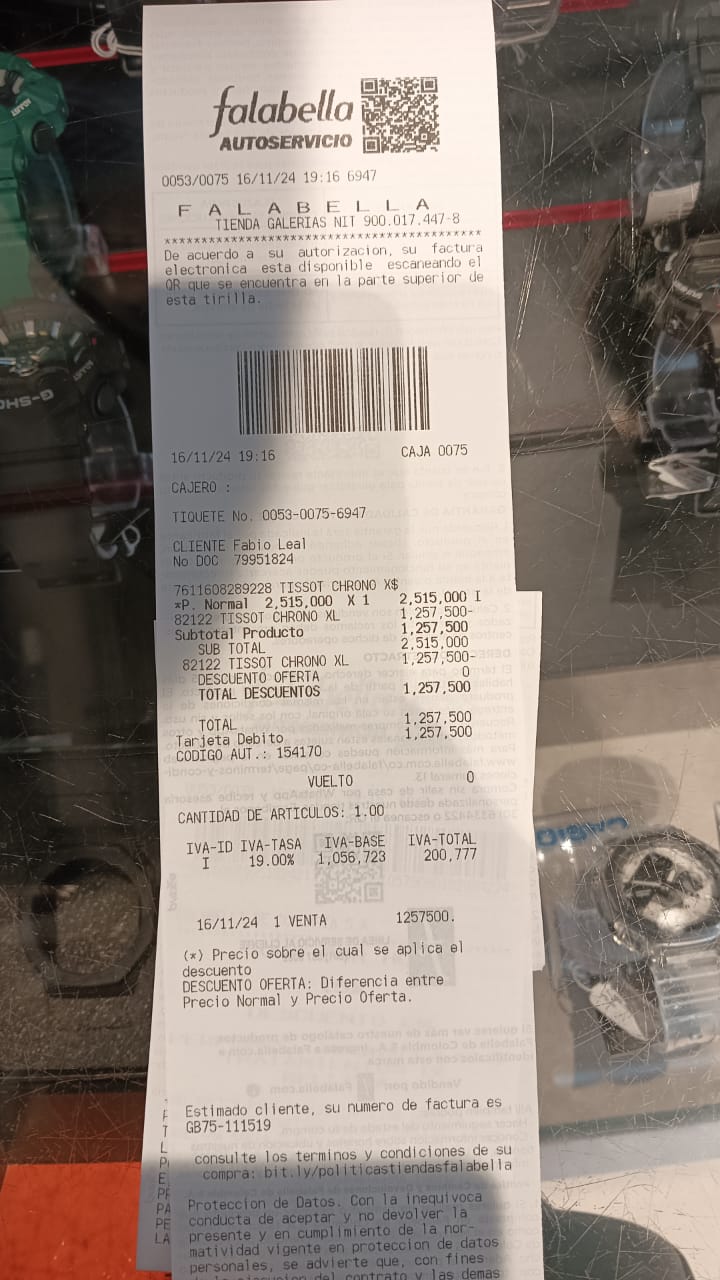 falabella
AUTOSERVICIO
0053/0075 16/11/24 19:16 6947
F A L A B E L L A
TIENDA GALERIAS NIT 900.017.447-8
******************************************
De acuerdo a su autorizacion, su factura
electronica esta disponible escaneando el
QR que se encuentra en la parte superior de
esta tirilla.
16/11/24 19:16 CAJA 0075
CAJERO :
TIQUETE No. 0053-0075-6947
CLIENTE Fabio Leal
No DOC 79951824
7611608289228 TISSOT CHRONO X$
*P. Normal 2,515,000 X 1 2,515,000 I
82122 TISSOT CHRONO XL 1,257,500-
Subtotal Producto 1,257,500
SUB TOTAL 2,515,000
82122 TISSOT CHRONO XL 1,257,500-
DESCUENTO OFERTA 0
TOTAL DESCUENTOS 1,257,500
TOTAL 1,257,500
Tarjeta Debito 1,257,500
CODIGO AUT.: 154170
VUELTO 0
CANTIDAD DE ARTICULOS: 1.00
IVA-ID IVA-TASA IVA-BASE IVA-TOTAL
I 19.00% 1,056,723 200,777
16/11/24 1 VENTA 1257500.
(*) Precio sobre el cual se aplica el
descuento
DESCUENTO OFERTA: Diferencia entre
Precio Normal y Precio Oferta.
Estimado cliente, su numero de factura es
GB75-111519
consulte los terminos y condiciones de su
compra: bit.ly/politicastiendasfalabella
Proteccion de Datos. Con la inequivoca
conducta de aceptar y no devolver la
presente y en cumplimiento de la nor-
matividad vigente en proteccion de datos
personales, se advierte que, con fines
del contrato y las demas
G-SHOCK
CASIO